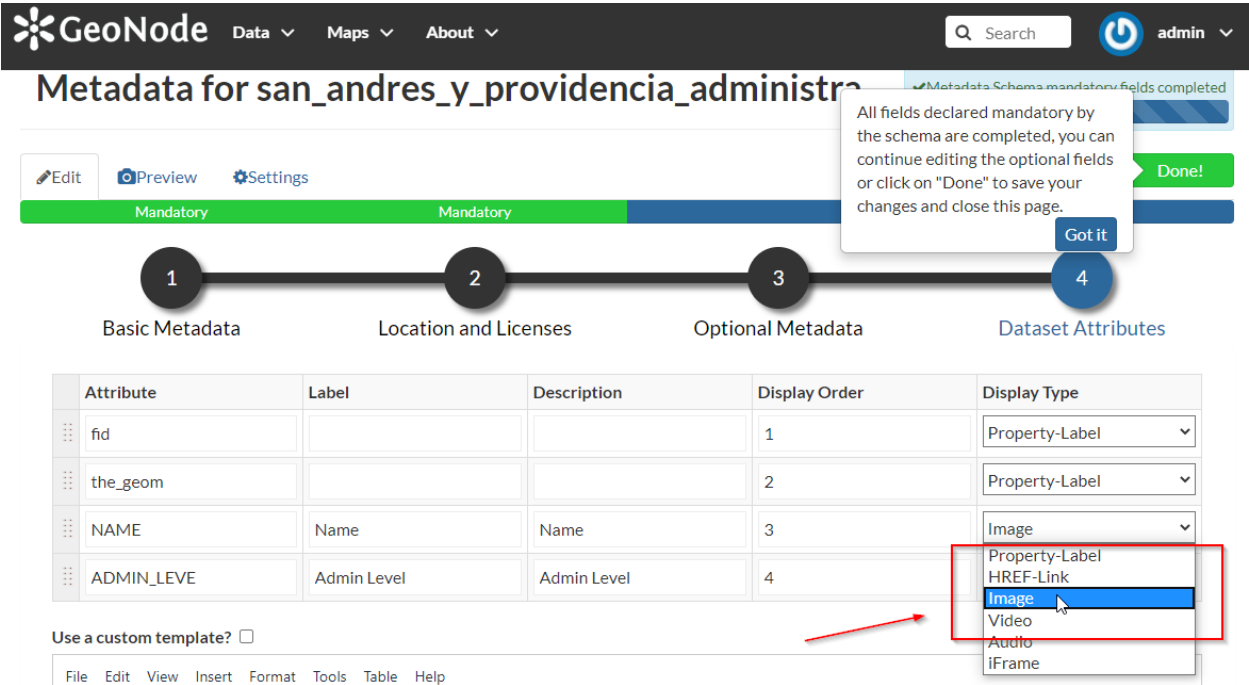 GeoNode Data Maps About Search admin
Metadata for san_andres_y_providencia_administra
Metadata Schema mandatory fields completed
All fields declared mandatory by
the schema are completed, you can
continue editing the optional fields
or click on "Done" to save your
changes and close this page.
Got it
Edit Preview Settings Done!
Mandatory Mandatory
1 2 3 4
Basic Metadata Location and Licenses Optional Metadata Dataset Attributes
Attribute Label Description Display Order Display Type
fid 1 Property-Label
the_geom 2 Property-Label
NAME Name Name 3 Image
ADMIN_LEVE Admin Level Admin Level 4
Property-Label
HREF-Link
Image
Video
Audio
iFrame
Use a custom template?
File Edit View Insert Format Tools Table Help